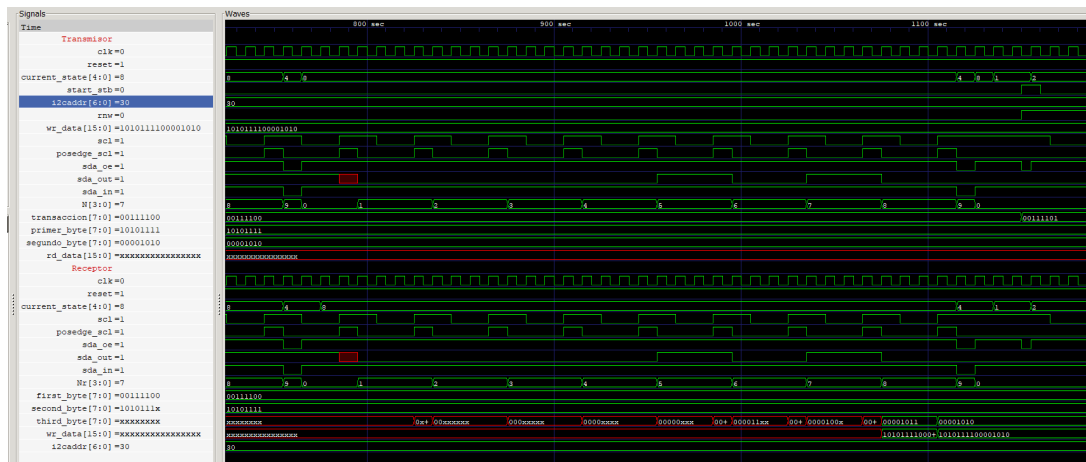 Signals
Waves
Time
800 sec
900 sec
1000 sec
1100 sec
Transmisor
clk=0
reset=1
current_state[4:0]=8
8 4 8 4 8 1 2
start_stb=0
i2caddr[6:0]=30
30
rnw=0
wr_data[15:0]=1010111100001010
1010111100001010
scl=1
posedge_scl=1
sda_oe=1
sda_out=1
sda_in=1
N[3:0]=7
8 9 0 1 2 3 4 5 6 7 8 9 0
transaccion[7:0]=00111100
00111100 00111101
primer_byte[7:0]=10101111
10101111
segundo_byte[7:0]=00001010
00001010
rd_data[15:0]=xxxxxxxxxxxxxxxx
xxxxxxxxxxxxxxxx
Receptor
clk=0
reset=1
current_state[4:0]=8
8 4 8 4 1 2
scl=1
posedge_scl=1
sda_oe=1
sda_out=1
sda_in=1
Nr[3:0]=7
8 9 0 1 2 3 4 5 6 7 8 9 0
first_byte[7:0]=00111100
00111100
second_byte[7:0]=1010111x
10101111
third_byte[7:0]=xxxxxxxx
xxxxxxxx 0x+ 00xxxxxx 000xxxxx 0000xxxx 00000xxx 00+ 000011xx 00+ 0000100x 00+ 00001011 00001010
wr_data[15:0]=xxxxxxxxxxxxxxxx
xxxxxxxxxxxxxxxx 10101111000+ 1010111100001010
i2caddr[6:0]=30
30